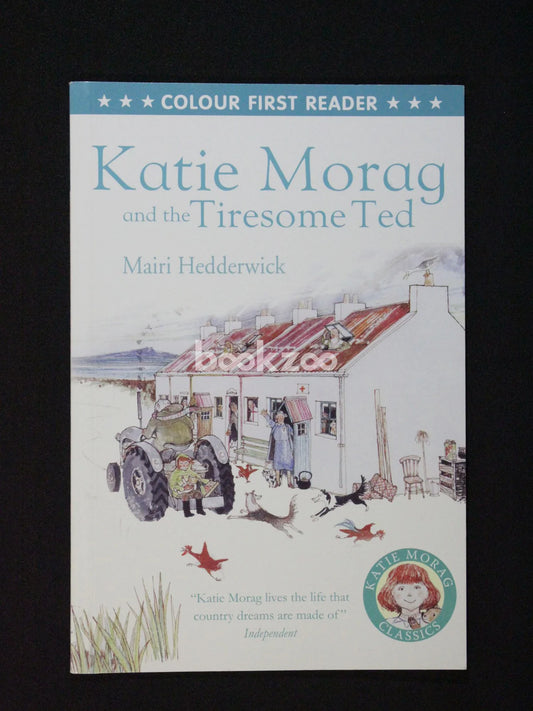 ★ ★ ★ COLOUR FIRST READER ★ ★ ★
Katie Morag
and the Tiresome Ted
Mairi Hedderwick
bookzoo
KATIE MORAG
CLASSICS
“Katie Morag lives the life that
country dreams are made of”
Independent